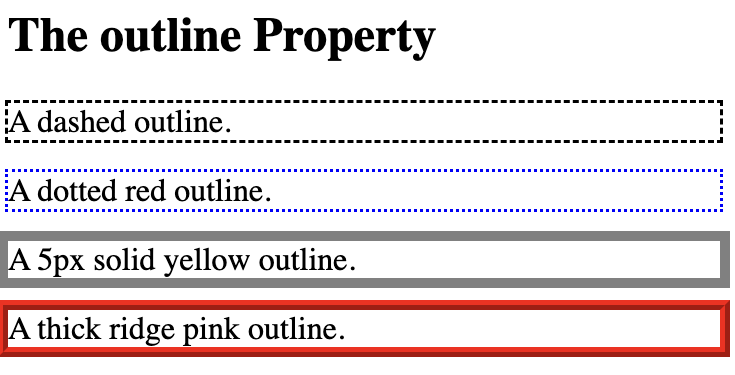 The outline Property
A dashed outline.
A dotted red outline.
A 5px solid yellow outline.
A thick ridge pink outline.